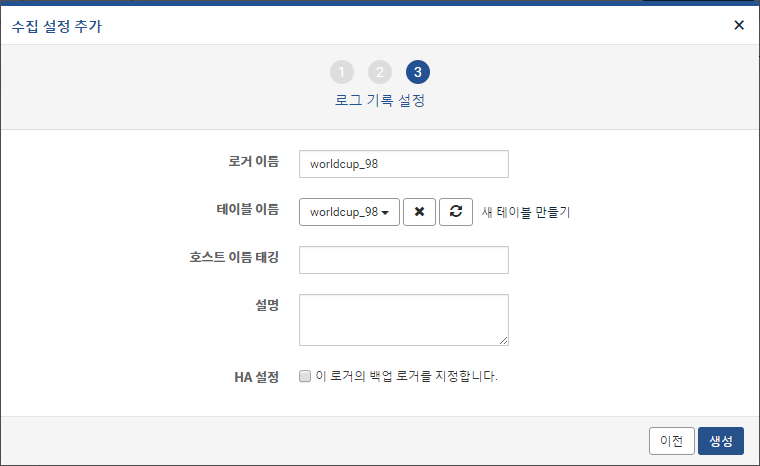 수집 설정 추가
1 2 3
로그 기록 설정
로거 이름 worldcup_98
테이블 이름 worldcup_98 새 테이블 만들기
호스트 이름 태깅
설명
HA 설정 이 로거의 백업 로거를 지정합니다.
이전 생성